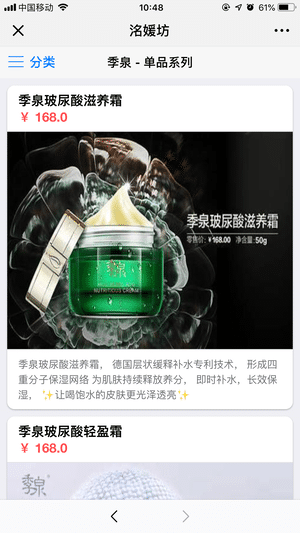 中国移动
10:48
61%
洺媛坊
分类
季泉 - 单品系列
季泉玻尿酸滋养霜
¥ 168.0
季泉玻尿酸滋养霜
零售价: ¥168.00 净含量: 50g
季泉
NUTRITIOUS CREAM
季泉玻尿酸滋养霜， 德国层状缓释补水专利技术， 形成四
重分子保湿网络 为肌肤持续释放养分， 即时补水，长效保
湿， ✨让喝饱水的皮肤更光泽透亮✨
季泉玻尿酸轻盈霜
¥ 168.0
季泉